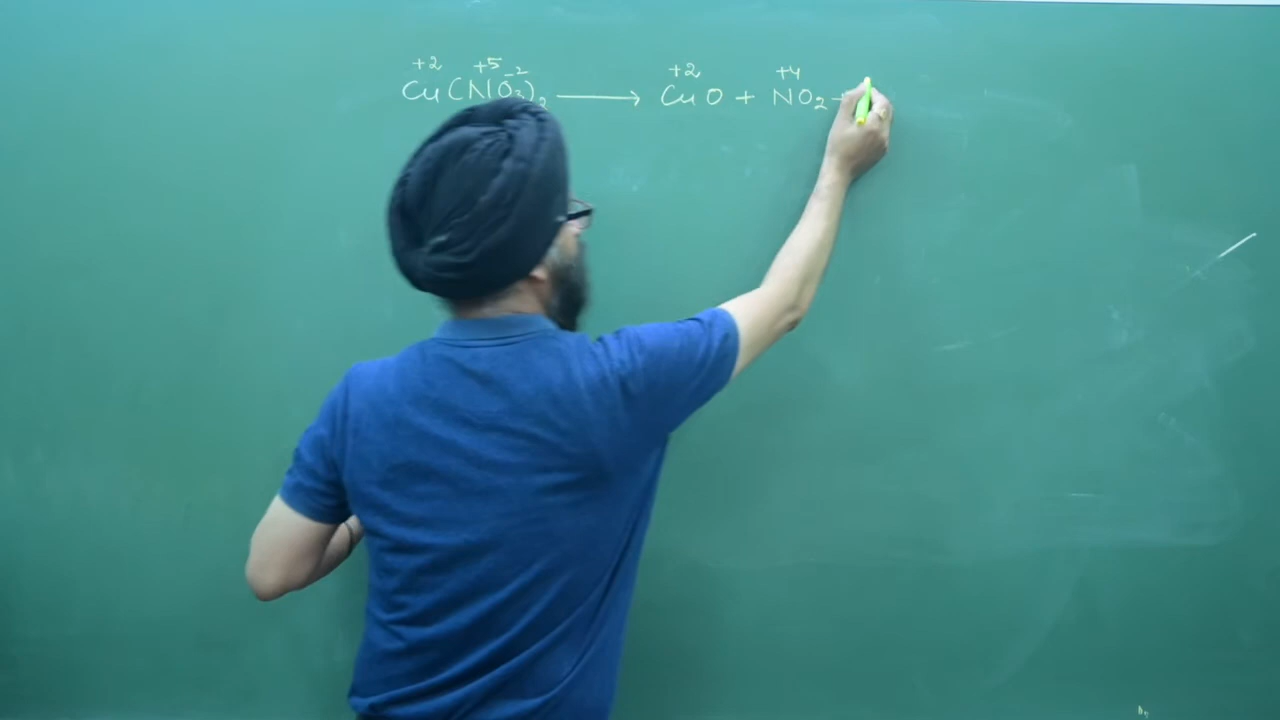 +2 +5 -2 +2 +4
Cu(NO₃)₂ ⟶ CuO + NO₂ +